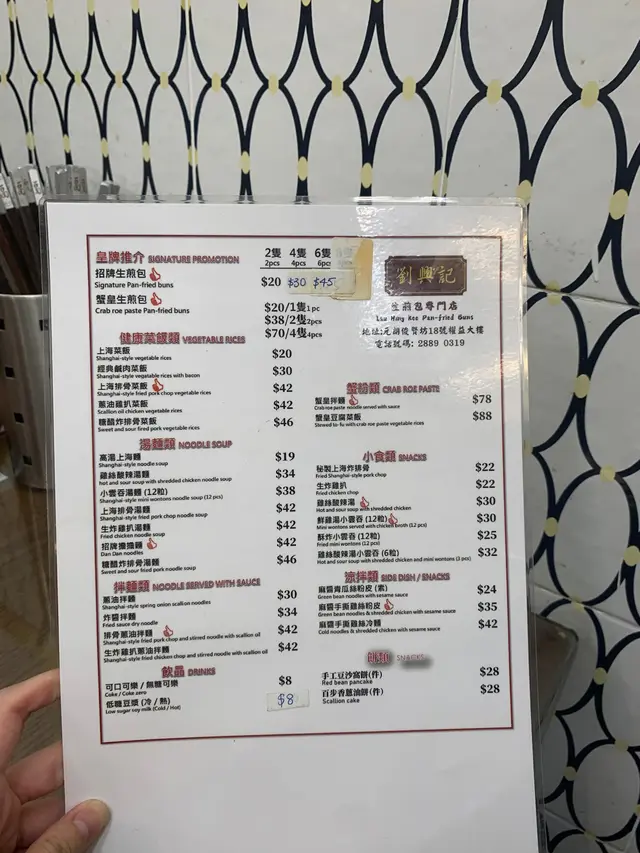 皇牌推介 SIGNATURE PROMOTION
2隻 4隻 6隻
2pcs 4pcs 6pcs
招牌生煎包 $20 $30 $45
Signature Pan-fried buns
蟹皇生煎包 $20/1隻1pc
Crab roe paste Pan-fried buns $38/2隻2pcs
$70/4隻4pcs
健康菜飯類 VEGETABLE RICES
上海菜飯 $20
Shanghai-style vegetable rices
經典鹹肉菜飯 $30
Shanghai-style vegetable rices with bacon
上海排骨菜飯 $42
Shanghai-style fried pork chop vegetable rices
蔥油雞扒菜飯 $42
Scallion oil chicken vegetable rices
糖醋炸排骨菜飯 $46
Sweet and sour fired pork vegetable rices
湯麵類 NOODLE SOUP
高湯上海麵 $19
Shanghai-style noodle soup
雞絲酸辣湯麵 $34
hot and sour soup with shredded chicken noodle soup
小雲吞湯麵 (12粒) $38
Shanghai-style mini wontons noodle soup (12 pcs)
上海排骨湯麵 $42
Shanghai-style fried pork chop noodle soup
生炸雞扒湯麵 $42
Fried chicken noodle soup
招牌擔擔麵 $42
Dan Dan noodles
糖醋炸排骨湯麵 $46
Sweet and sour fried pork noodle soup
拌麵類 NOODLE SERVED WITH SAUCE
蔥油拌麵 $30
Shanghai-style spring onion scallion noodles
炸醬拌麵 $34
Fried sauce dry noodle
排骨蔥油拌麵 $42
Shanghai-style fried pork chop and stirred noodle with scallion oil
生炸雞扒蔥油拌麵 $42
Shanghai-style fried chicken chop and stirred noodle with scallion oil
飲品 DRINKS
可口可樂 / 無糖可樂 $8
Coke / Coke zero
低糖豆漿 (冷 / 熱) $8
Low sugar soy milk (Cold / Hot)
劉興記
生煎包專門店
Lau Hing Kee Pan-fried Buns
地址:元朗俊賢坊18號權益大樓
電話號碼: 2889 0319
蟹粉類 CRAB ROE PASTE
蟹皇拌麵 $78
Crab roe paste noodle served with sauce
蟹皇豆腐菜飯 $88
Stewed to-fu with crab roe paste vegetable rices
小食類 SNACKS
秘製上海炸排骨 $22
Fried Shanghai-style pork chop
生炸雞扒 $22
Fried chicken chop
雞絲酸辣湯 $30
Hot and sour soup with shredded chicken
鮮雞湯小雲吞 (12粒) $30
Mini wontons served with chicken broth (12 pcs)
酥炸小雲吞 (12粒) $25
Fried mini wontons (12 pcs)
雞絲酸辣湯小雲吞 (6粒) $32
Hot and sour soup with shredded chicken and mini wontons (3 pcs)
涼拌類 SIDE DISH / SNACKS
麻醬青瓜絲粉皮 (素) $24
Green bean noodles with sesame sauce
麻醬手撕雞絲粉皮 $35
Green bean noodles & shredded chicken with sesame sauce
麻醬手撕雞絲冷麵 $42
Cold noodles & shredded chicken with sesame sauce
SNACKS
手工豆沙窩餅(件) $28
Red bean pancake
百步香蔥油餅(件) $28
Scallion cake